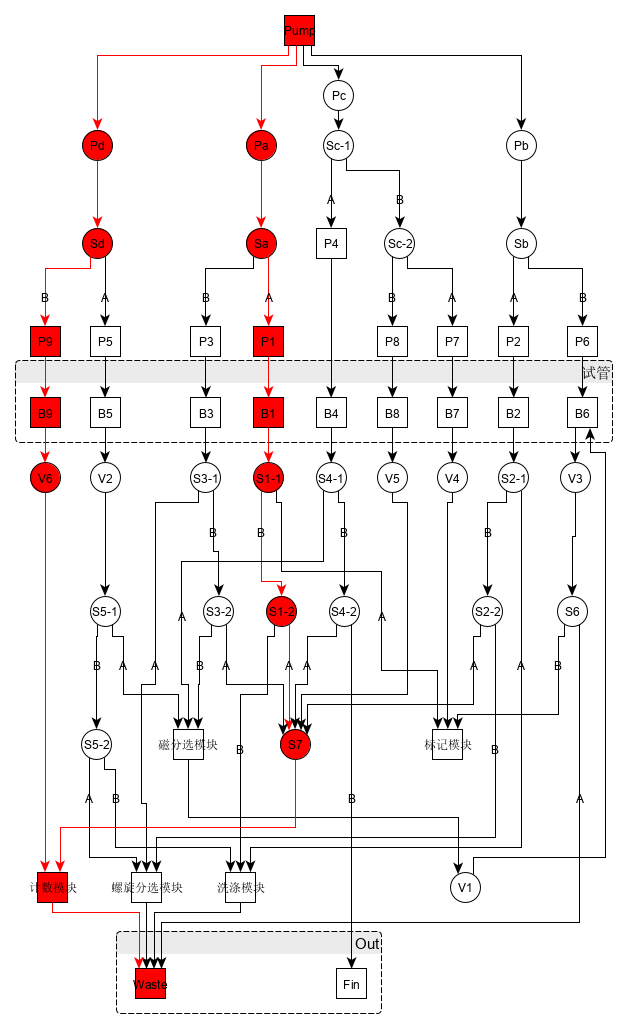 Pump
Pc
Pd
Pa
Sc-1
Pb
A
B
Sd
Sa
P4
Sc-2
Sb
B
A
B
A
B
A
A
B
P9
P5
P3
P1
P8
P7
P2
P6
试管
B9
B5
B3
B1
B4
B8
B7
B2
B6
V6
V2
S3-1
S1-1
S4-1
V5
V4
S2-1
V3
B
B
B
B
S5-1
S3-2
S1-2
S4-2
S2-2
S6
A
A
A
B
A
A
B
A
A
A
A
A
B
S5-2
磁分选模块
S7
标记模块
B
B
A
B
B
A
计数模块
螺旋分选模块
洗涤模块
V1
Out
Waste
Fin